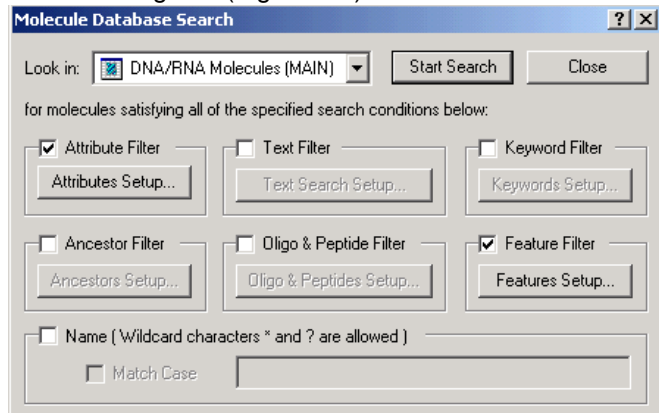 Molecule Database Search
Look in: DNA/RNA Molecules (MAIN) Start Search Close
for molecules satisfying all of the specified search conditions below:
Attribute Filter Text Filter Keyword Filter
Attributes Setup... Text Search Setup... Keywords Setup...
Ancestor Filter Oligo & Peptide Filter Feature Filter
Ancestors Setup... Oligo & Peptides Setup... Features Setup...
Name ( Wildcard characters * and ? are allowed )
Match Case